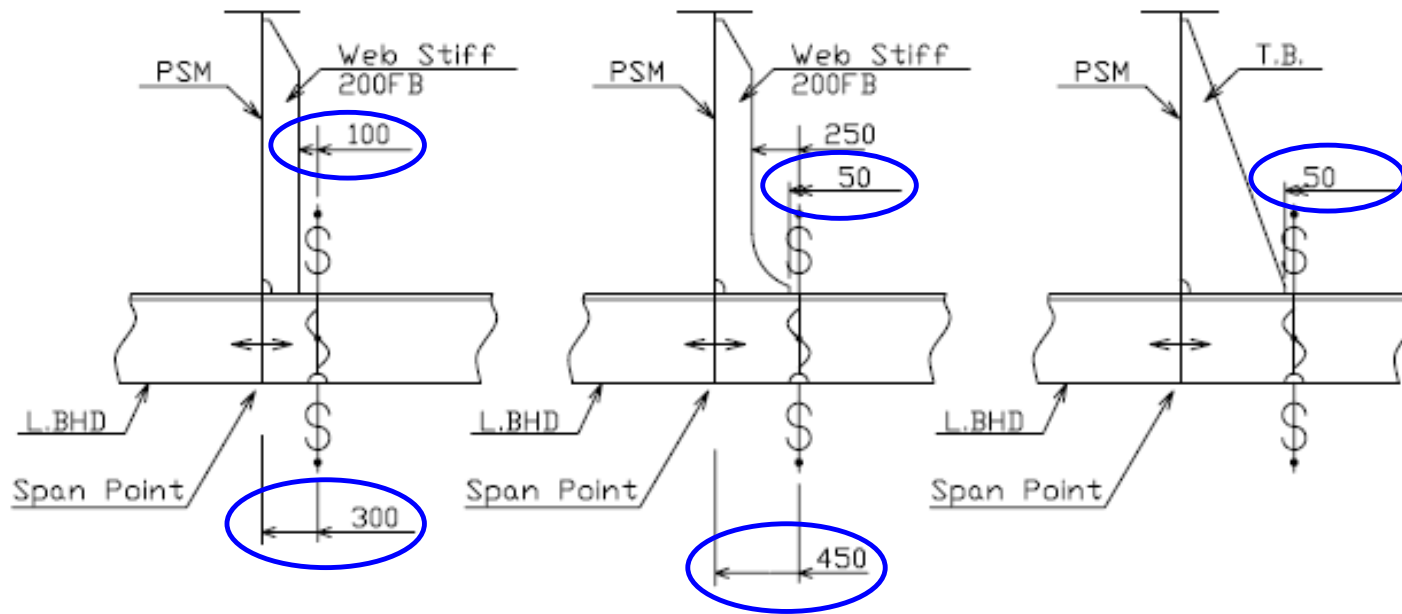 PSM
Web Stiff
200FB
100
L.BHD
Span Point
300
PSM
Web Stiff
200FB
250
50
L.BHD
Span Point
450
PSM
T.B.
50
L.BHD
Span Point